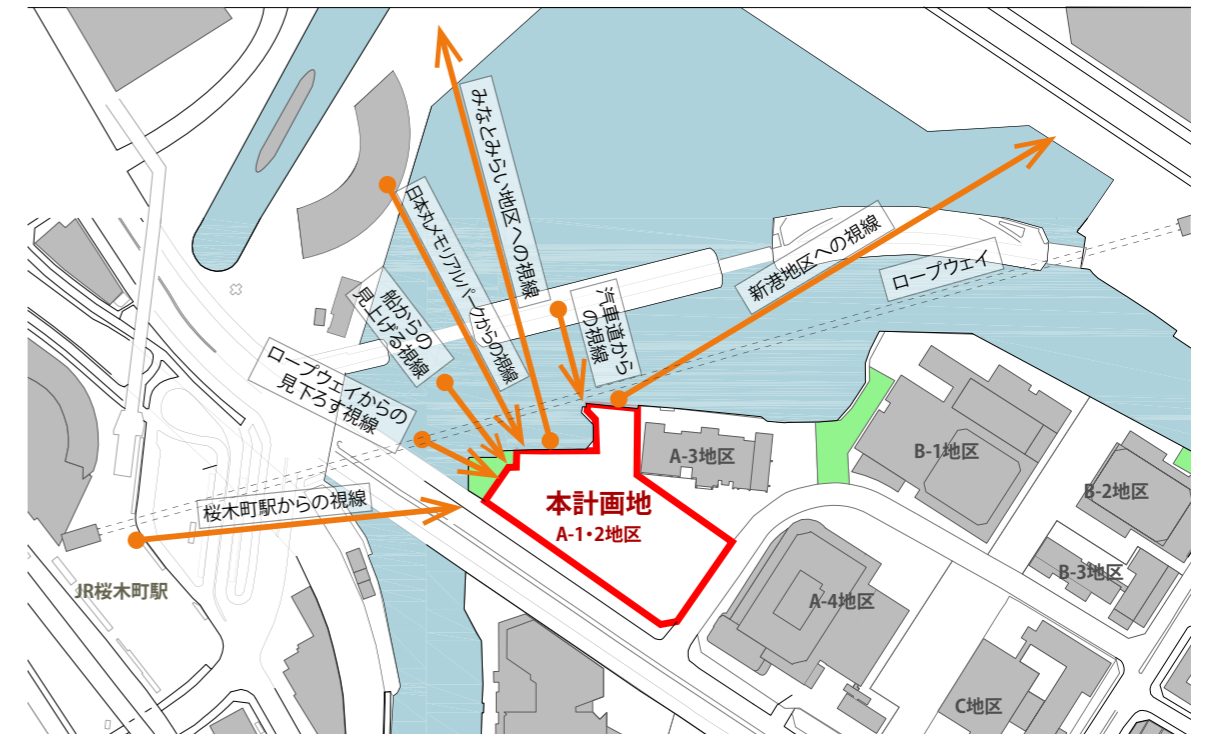 みなとみらい地区への視線
日本丸メモリアルパークからの視線
新港地区への視線
ロープウェイ
汽車道から
の視線
船からの
見上げる視線
ロープウェイからの
見下ろす視線
桜木町駅からの視線
JR桜木町駅
本計画地
A-1・2地区
A-3地区
B-1地区
B-2地区
B-3地区
A-4地区
C地区